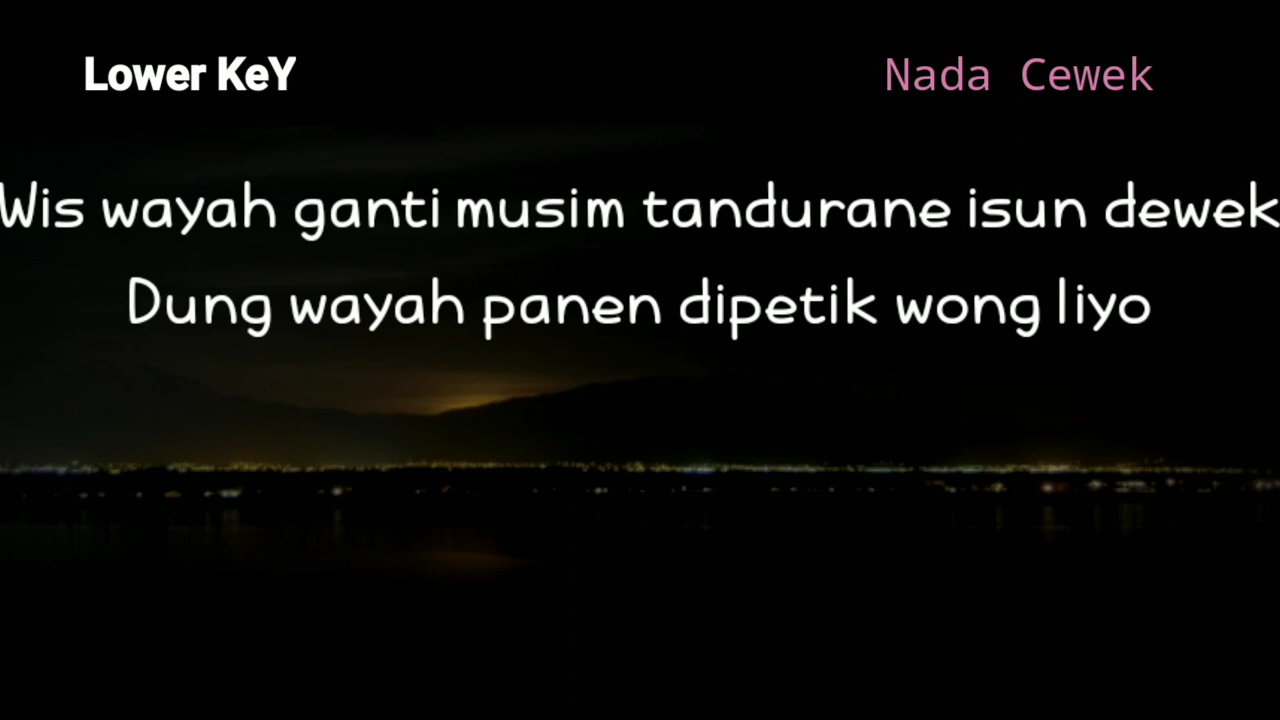 Lower KeY
Nada Cewek
Wis wayah ganti musim tandurane isun dewek
Dung wayah panen dipetik wong liyo